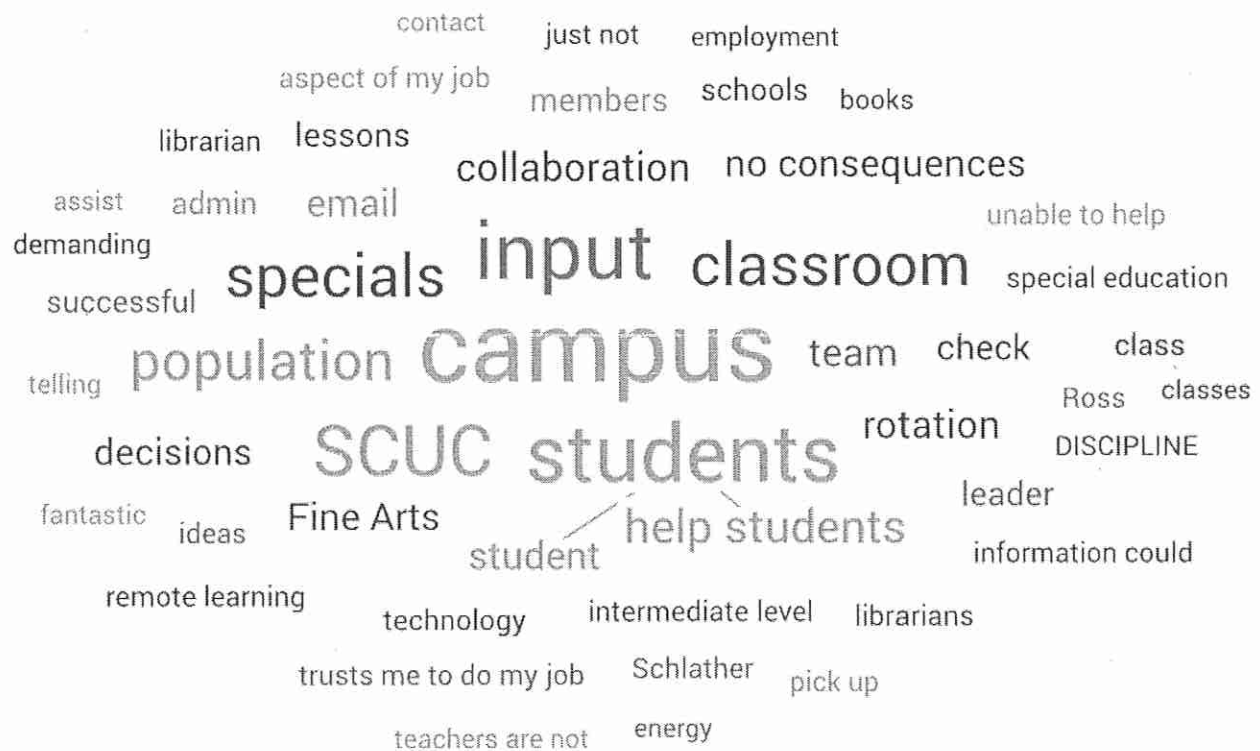 contact just not employment
aspect of my job members schools books
librarian lessons
collaboration no consequences
assist admin email unable to help
demanding specials input classroom special education
successful
population campus team check class
telling Ross classes
decisions SCUC students rotation DISCIPLINE
fantastic ideas Fine Arts leader
student help students information could
remote learning technology intermediate level librarians
trusts me to do my job Schlather pick up
teachers are not energy